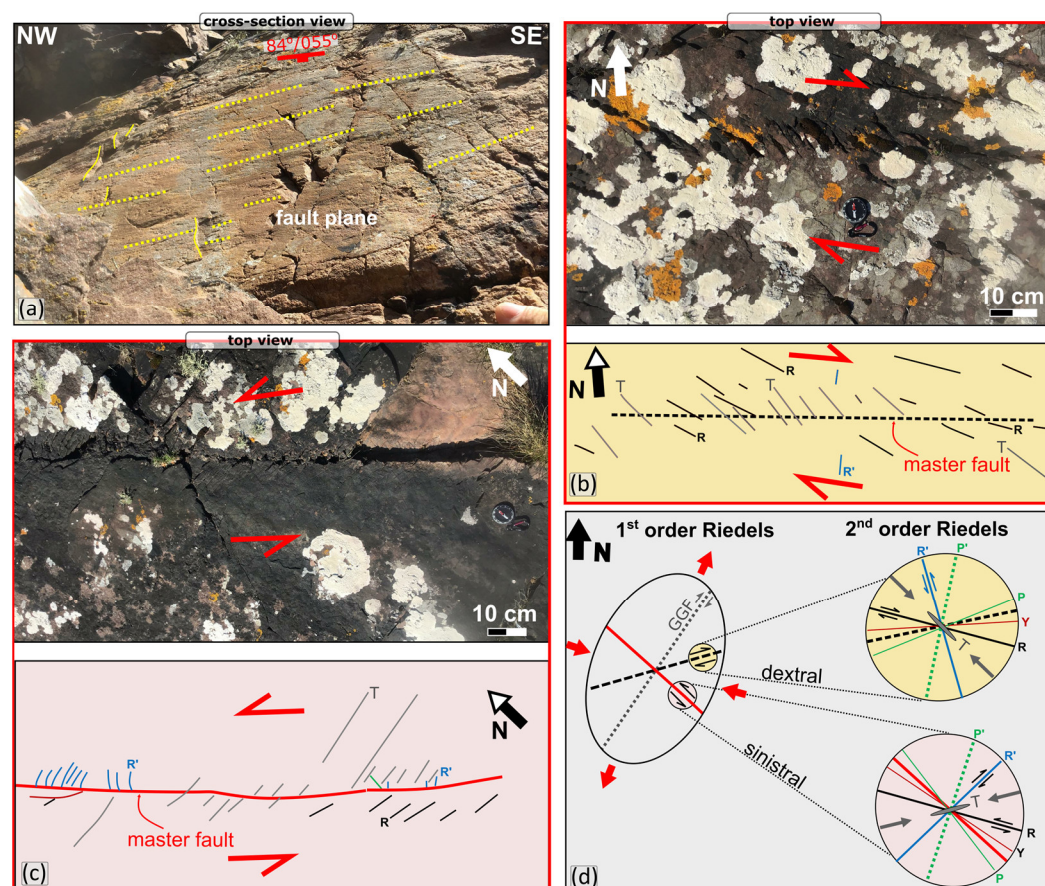 cross-section view
NW
SE
84°/055°
fault plane
(a)
top view
N
10 cm
N
R
T
T
R
R
T
R'
master fault
(b)
top view
N
10 cm
N
T
R'
R'
R
master fault
(c)
N
1st order Riedels
2nd order Riedels
GGF
dextral
sinistral
R'
P'
P
Y
R
T
P'
R'
T
R
Y
P
(d)